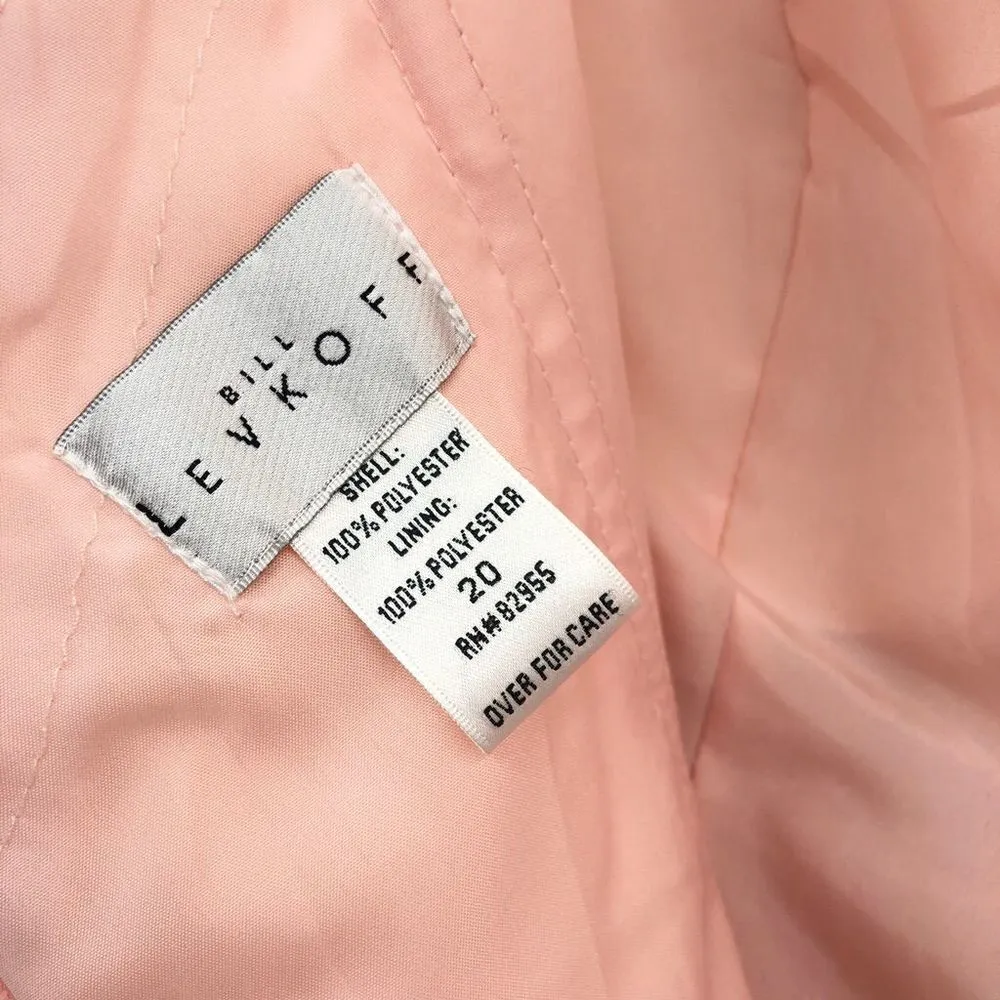 BILL
LEVKOFF
SHELL:
100% POLYESTER
LINING:
100% POLYESTER
20
RN#82955
OVER FOR CARE